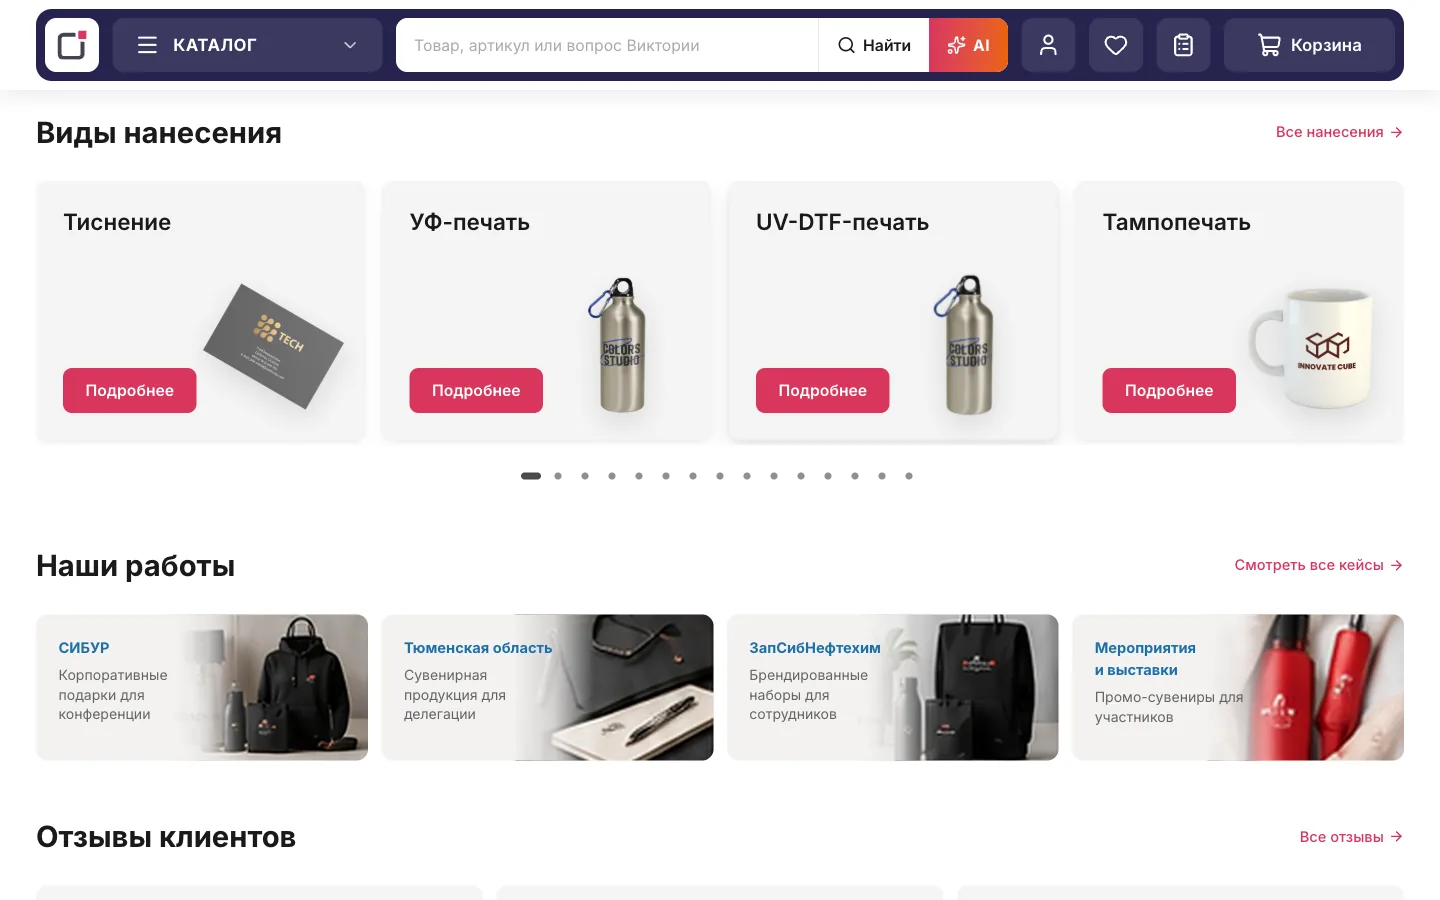 КАТАЛОГ
Товар, артикул или вопрос Виктории
Найти
AI
Корзина
Виды нанесения
Все нанесения →
Тиснение
УФ-печать
UV-DTF-печать
Тампопечать
TECH
COLORS
STUDIO
COLORS
STUDIO
INNOVATE CUBE
Подробнее
Подробнее
Подробнее
Подробнее
Наши работы
Смотреть все кейсы →
СИБУР
Корпоративные
подарки для
конференции
Тюменская область
Сувенирная
продукция для
делегации
ЗапСибНефтехим
Брендированные
наборы для
сотрудников
Мероприятия
и выставки
Промо-сувениры для
участников
Отзывы клиентов
Все отзывы →